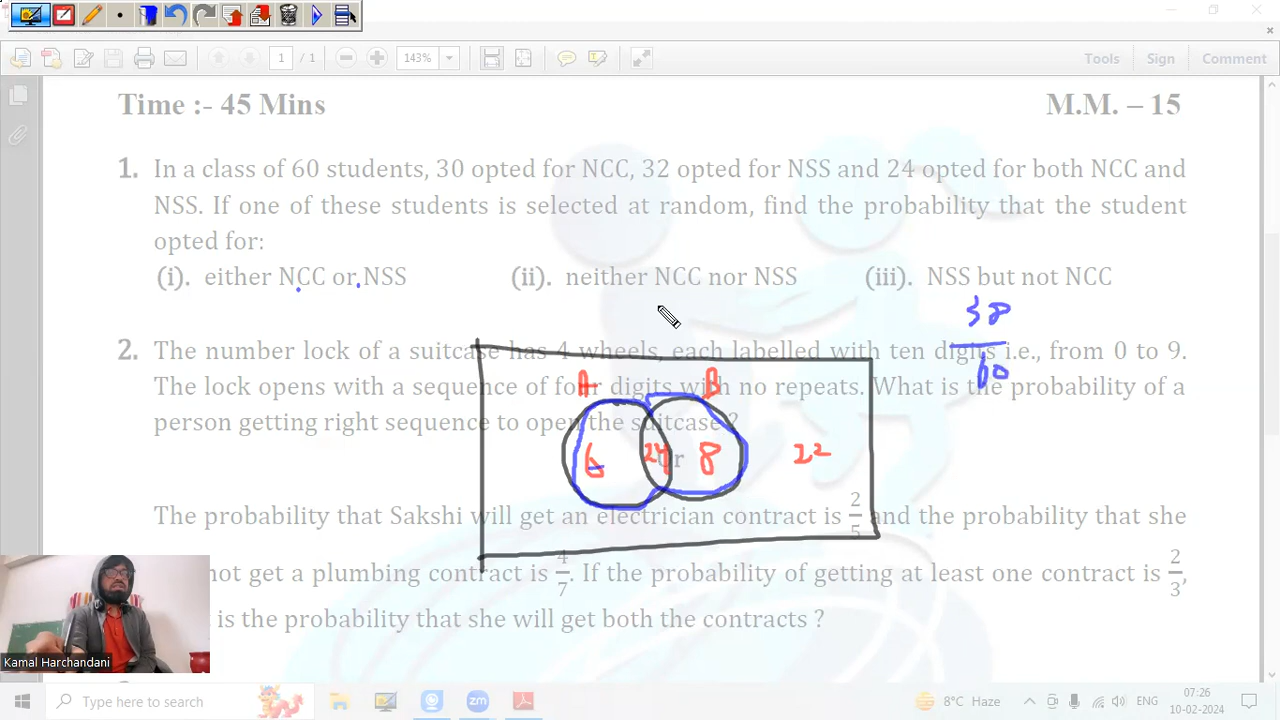 1 / 1
143%
Tools
Sign
Comment
Time :- 45 Mins
M.M. – 15
1. In a class of 60 students, 30 opted for NCC, 32 opted for NSS and 24 opted for both NCC and
NSS. If one of these students is selected at random, find the probability that the student
opted for:
(i). either NCC or NSS
(ii). neither NCC nor NSS
(iii). NSS but not NCC
38
60
2. The number lock of a suitcase has 4 wheels, each labelled with ten digits i.e., from 0 to 9.
The lock opens with a sequence of four digits with no repeats. What is the probability of a
person getting right sequence to open the suitcase ?
A
B
6
24
8
22
Or
The probability that Sakshi will get an electrician contract is 2/5 and the probability that she
not get a plumbing contract is 4/7. If the probability of getting at least one contract is 2/3,
is the probability that she will get both the contracts ?
Kamal Harchandani
Type here to search
zm
8°C Haze
ENG
07:26
10-02-2024